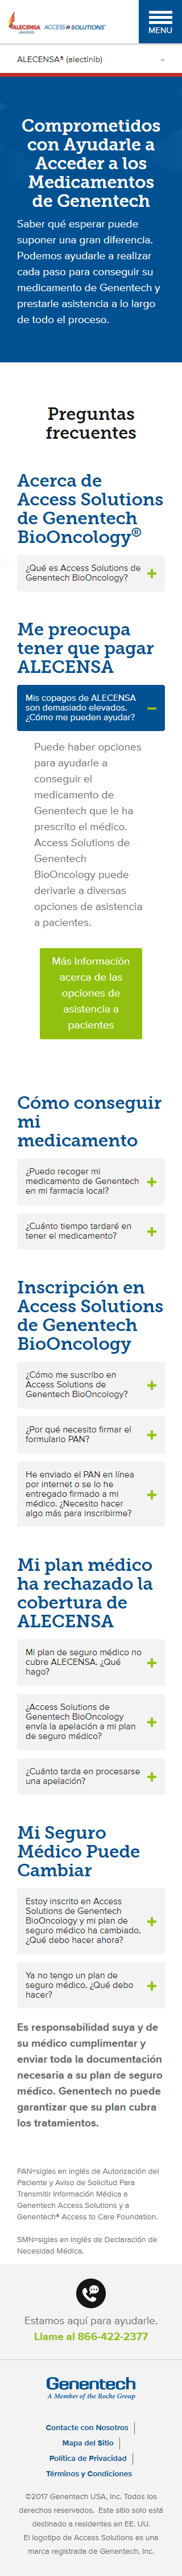 ALECENSA®
alectinib
ACCESS SOLUTIONS®
MENU
ALECENSA® (alectinib)
Comprometidos
con Ayudarle a
Acceder a los
Medicamentos
de Genentech
Saber qué esperar puede
suponer una gran diferencia.
Podemos ayudarle a realizar
cada paso para conseguir su
medicamento de Genentech y
prestarle asistencia a lo largo
de todo el proceso.
Preguntas
frecuentes
Acerca de
Access Solutions
de Genentech
BioOncology®
¿Qué es Access Solutions de
Genentech BioOncology?
Me preocupa
tener que pagar
ALECENSA
Mis copagos de ALECENSA
son demasiado elevados.
¿Cómo me pueden ayudar?
Puede haber opciones
para ayudarle a
conseguir el
medicamento de
Genentech que le ha
prescrito el médico.
Access Solutions de
Genentech
BioOncology puede
derivarle a diversas
opciones de asistencia
a pacientes.
Más Información
acerca de las
opciones de
asistencia a
pacientes
Cómo conseguir
mi
medicamento
¿Puedo recoger mi
medicamento de Genentech
en mi farmacia local?
¿Cuánto tiempo tardaré en
tener el medicamento?
Inscripción en
Access Solutions
de Genentech
BioOncology
¿Cómo me suscribo en
Access Solutions de
Genentech BioOncology?
¿Por qué necesito firmar el
formulario PAN?
He enviado el PAN en línea
por internet o se lo he
entregado firmado a mi
médico. ¿Necesito hacer
algo más para inscribirme?
Mi plan médico
ha rechazado la
cobertura de
ALECENSA
Mi plan de seguro médico no
cubre ALECENSA. ¿Qué
hago?
¿Access Solutions de
Genentech BioOncology
envía la apelación a mi plan
de seguro médico?
¿Cuánto tarda en procesarse
una apelación?
Mi Seguro
Médico Puede
Cambiar
Estoy inscrito en Access
Solutions de Genentech
BioOncology y mi plan de
seguro médico ha cambiado.
¿Qué debo hacer ahora?
Ya no tengo un plan de
seguro médico. ¿Qué debo
hacer?
Es responsabilidad suya y de
su médico cumplimentar y
enviar toda la documentación
necesaria a su plan de seguro
médico. Genentech no puede
garantizar que su plan cubra
los tratamientos.
PAN=siglas en inglés de Autorización del
Paciente y Aviso de Solicitud Para
Transmitir Información Médica a
Genentech Access Solutions y a
Genentech® Access to Care Foundation.
SMN=siglas en inglés de Declaración de
Necesidad Médica.
Estamos aquí para ayudarle.
Llame al 866-422-2377
Genentech
A Member of the Roche Group
Contacte con Nosotros
Mapa del Sitio
Política de Privacidad
Términos y Condiciones
©2017 Genentech USA, Inc. Todos los
derechos reservados. Este sitio solo está
destinado a residentes en EE. UU.
El logotipo de Access Solutions es una
marca registrada de Genentech, Inc.